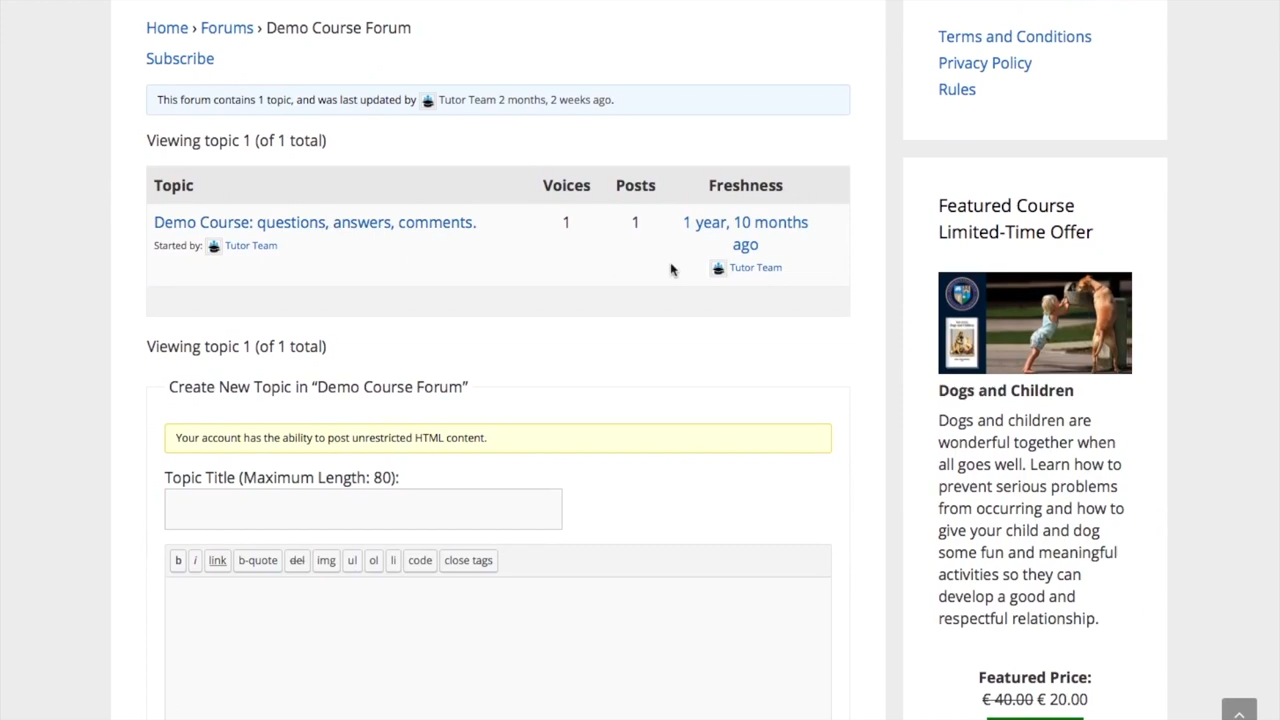 Home › Forums › Demo Course Forum
Subscribe
This forum contains 1 topic, and was last updated by Tutor Team 2 months, 2 weeks ago.
Viewing topic 1 (of 1 total)
Topic Voices Posts Freshness
Demo Course: questions, answers, comments. 1 1 1 year, 10 months
ago
Started by: Tutor Team
Tutor Team
Viewing topic 1 (of 1 total)
Create New Topic in “Demo Course Forum”
Your account has the ability to post unrestricted HTML content.
Topic Title (Maximum Length: 80):
b i link b-quote del img ul ol li code close tags
Terms and Conditions
Privacy Policy
Rules
Featured Course
Limited-Time Offer
Dogs and Children
Dogs and children are
wonderful together when
all goes well. Learn how to
prevent serious problems
from occurring and how to
give your child and dog
some fun and meaningful
activities so they can
develop a good and
respectful relationship.
Featured Price:
€ 40.00 € 20.00